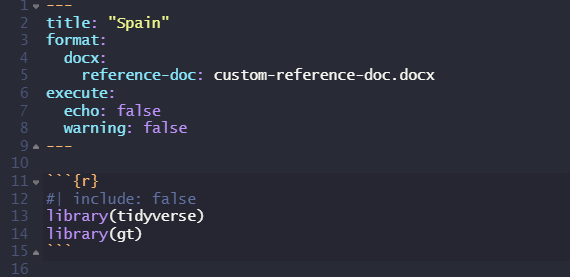 1 ---
2 title: "Spain"
3 format:
4   docx:
5     reference-doc: custom-reference-doc.docx
6 execute:
7   echo: false
8   warning: false
9 ---
10
11 ```{r}
12 #| include: false
13 library(tidyverse)
14 library(gt)
15 ```
16